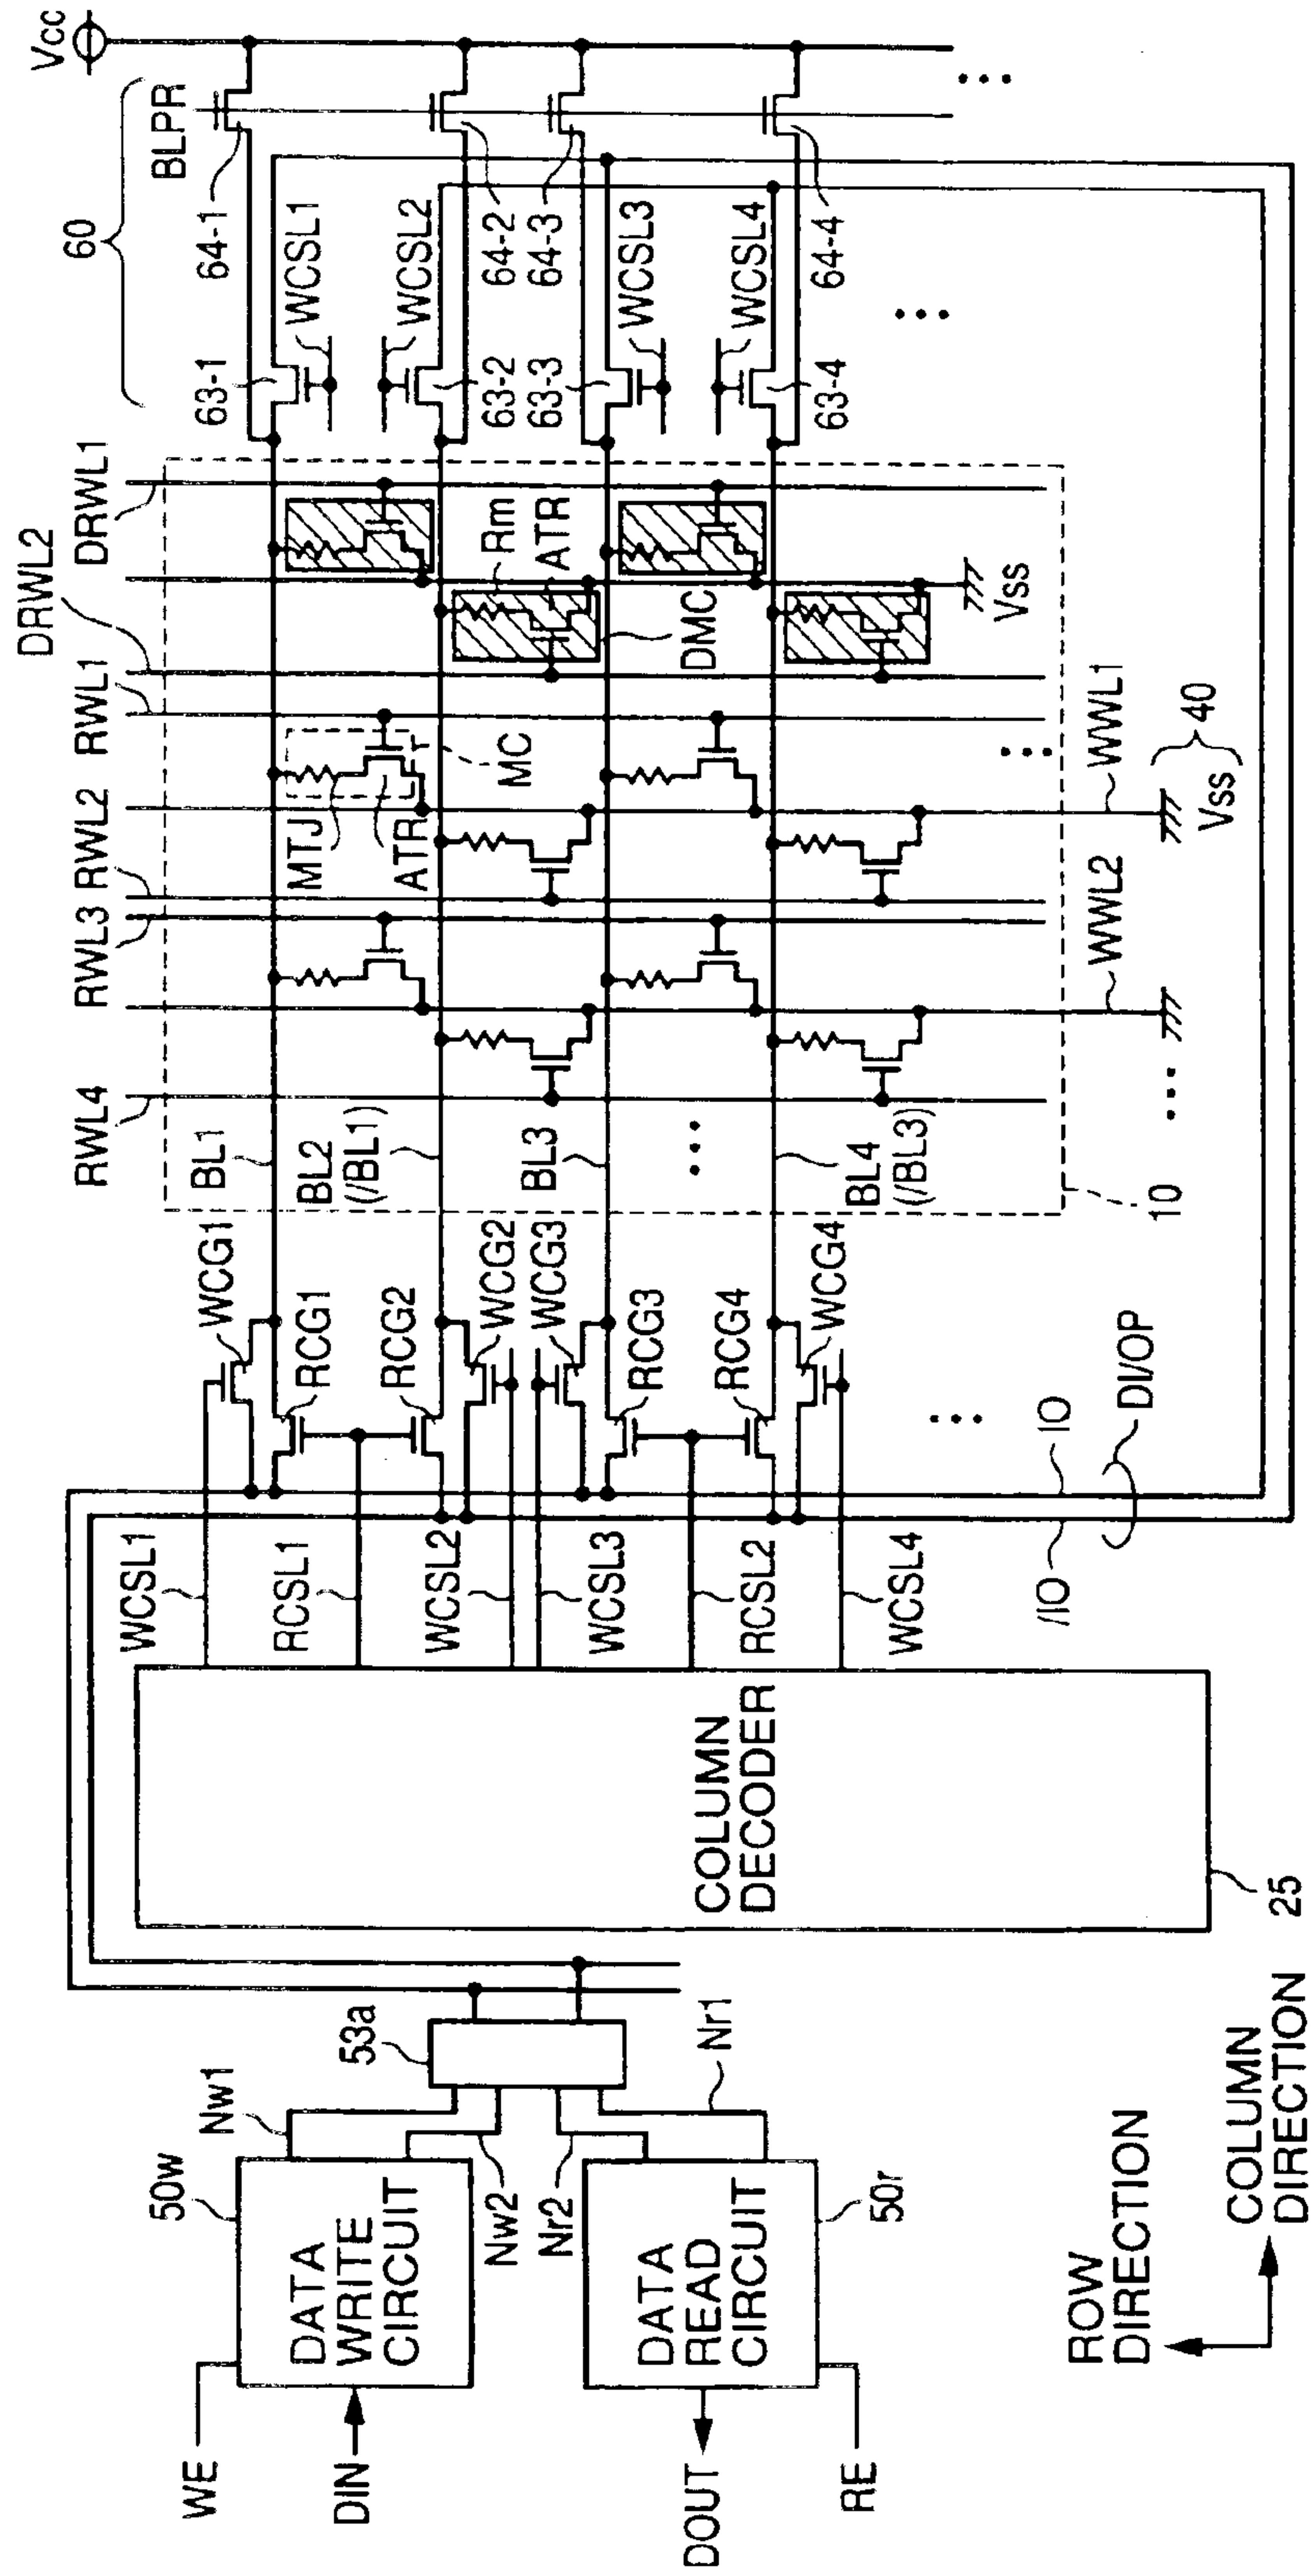 Vcc
60
BLPR
64-1
WCSL1
WCSL2
64-2
64-3
WCSL3
WCSL4
64-4
63-1
63-2
63-3
63-4
DRWL1
DRWL2
RWL1
RWL2
RWL3
RWL4
Rm
ATR
DMC
Vss
MTJ
ATR
MC
WWL1
40
Vss
WWL2
BL1
BL2
(/BL1)
BL3
BL4
(/BL3)
10
WCG1
RCG1
RCG2
WCG2
WCG3
RCG3
RCG4
WCG4
IO
/IO
DI/OP
WCSL1
RCSL1
WCSL2
WCSL3
RCSL2
WCSL4
COLUMN
DECODER
25
53a
Nw1
Nw2
Nr2
Nr1
50w
DATA
WRITE
CIRCUIT
DATA
READ
CIRCUIT
50r
WE
DIN
DOUT
RE
ROW
DIRECTION
COLUMN
DIRECTION